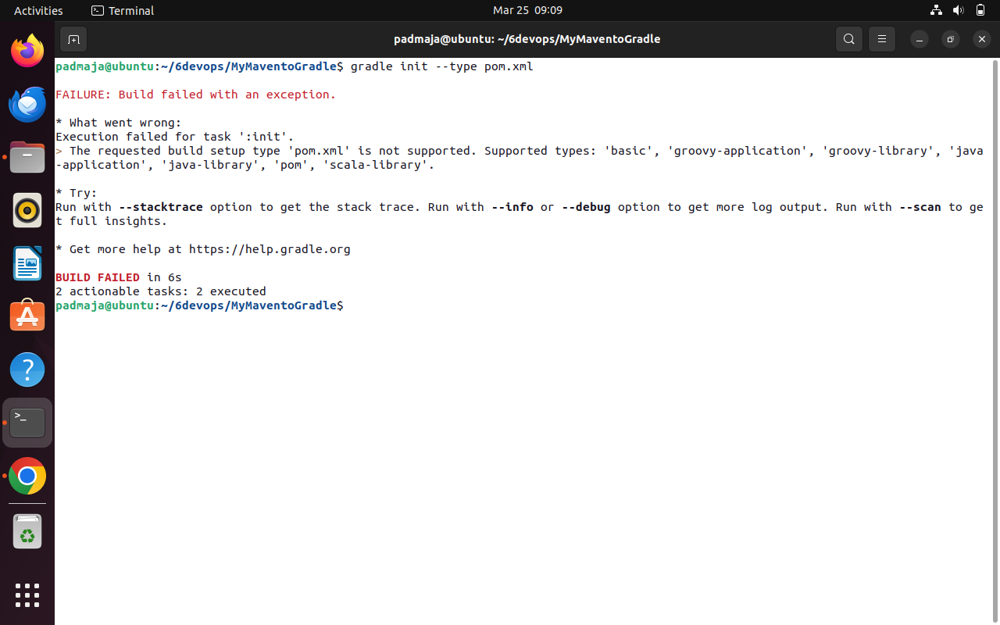 Activities
Terminal
Mar 25 09:09
padmaja@ubuntu: ~/6devops/MyMaventoGradle
padmaja@ubuntu:~/6devops/MyMaventoGradle$ gradle init --type pom.xml
FAILURE: Build failed with an exception.
* What went wrong:
Execution failed for task ':init'.
> The requested build setup type 'pom.xml' is not supported. Supported types: 'basic', 'groovy-application', 'groovy-library', 'java
-application', 'java-library', 'pom', 'scala-library'.
* Try:
Run with --stacktrace option to get the stack trace. Run with --info or --debug option to get more log output. Run with --scan to ge
t full insights.
* Get more help at https://help.gradle.org
BUILD FAILED in 6s
2 actionable tasks: 2 executed
padmaja@ubuntu:~/6devops/MyMaventoGradle$